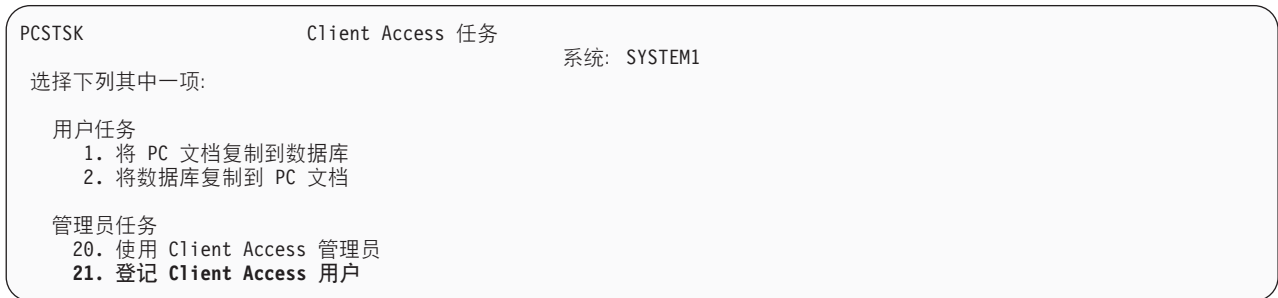 PCSTSK Client Access 任务
系统: SYSTEM1
选择下列其中一项:
用户任务
1. 将 PC 文档复制到数据库
2. 将数据库复制到 PC 文档
管理员任务
20. 使用 Client Access 管理员
21. 登记 Client Access 用户